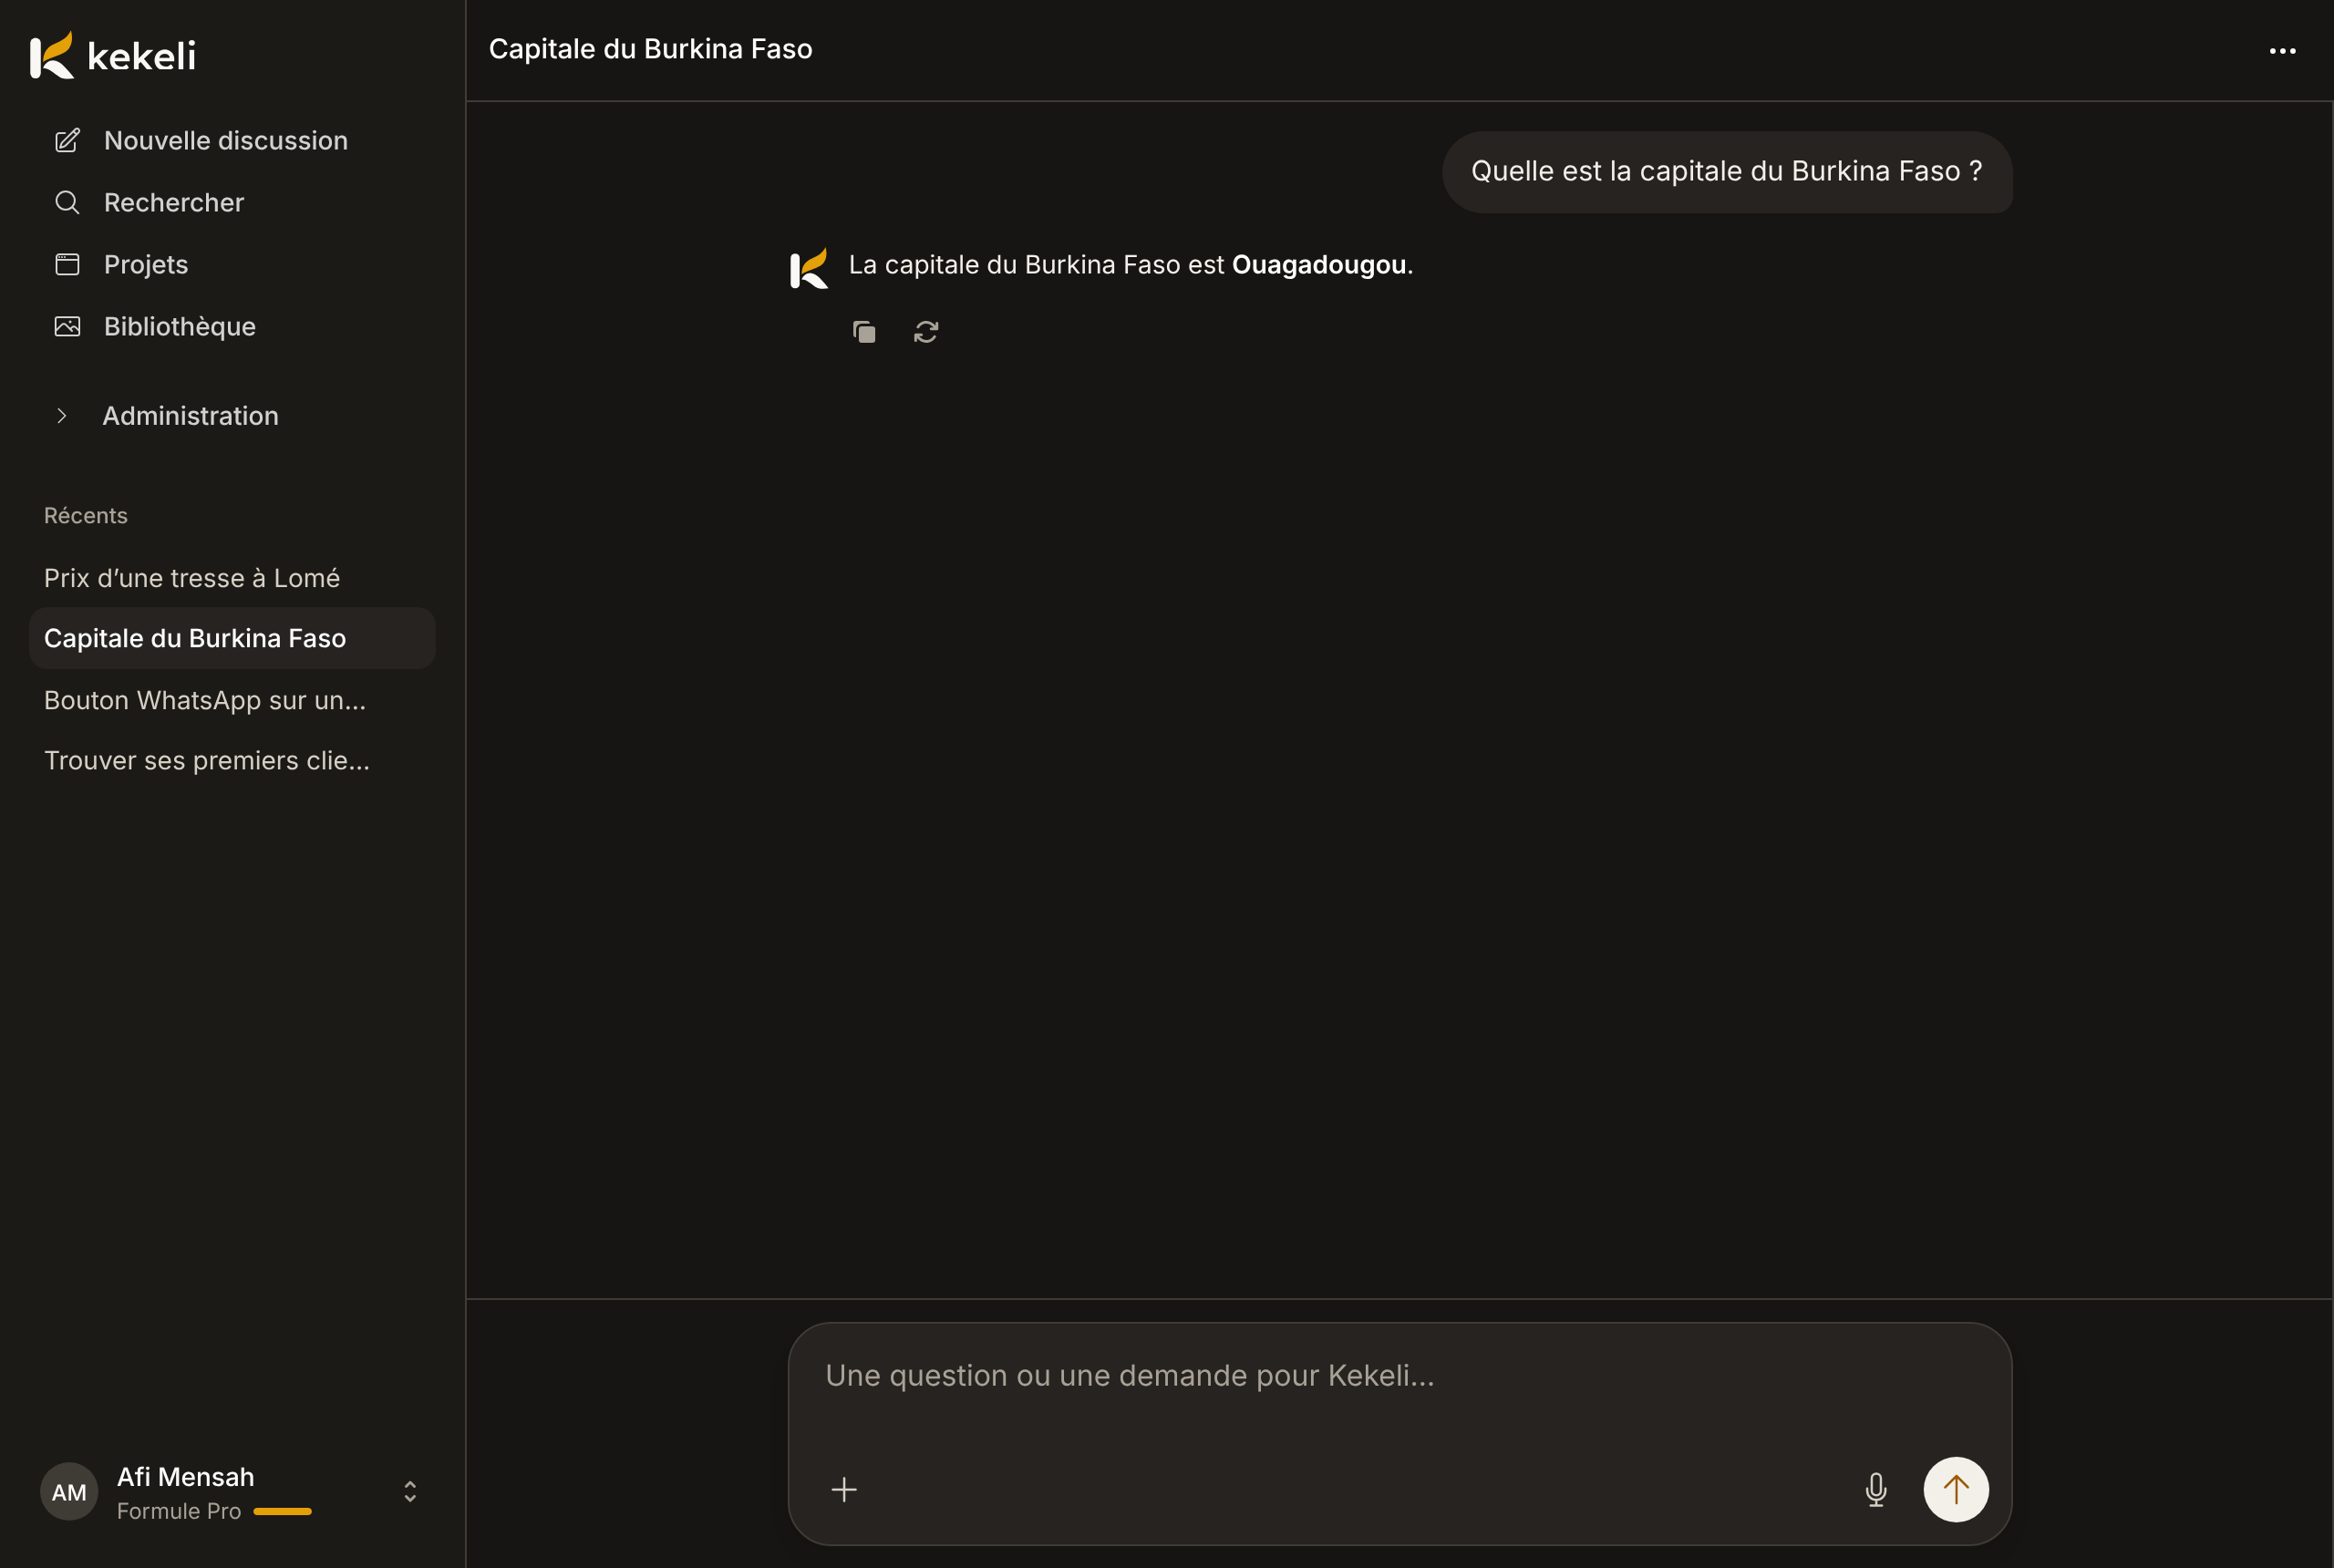 kekeli
Nouvelle discussion
Rechercher
Projets
Bibliothèque
Administration
Récents
Prix d’une tresse à Lomé
Capitale du Burkina Faso
Bouton WhatsApp sur un...
Trouver ses premiers clie...
AM
Afi Mensah
Formule Pro
Capitale du Burkina Faso
Quelle est la capitale du Burkina Faso ?
La capitale du Burkina Faso est Ouagadougou.
Une question ou une demande pour Kekeli...